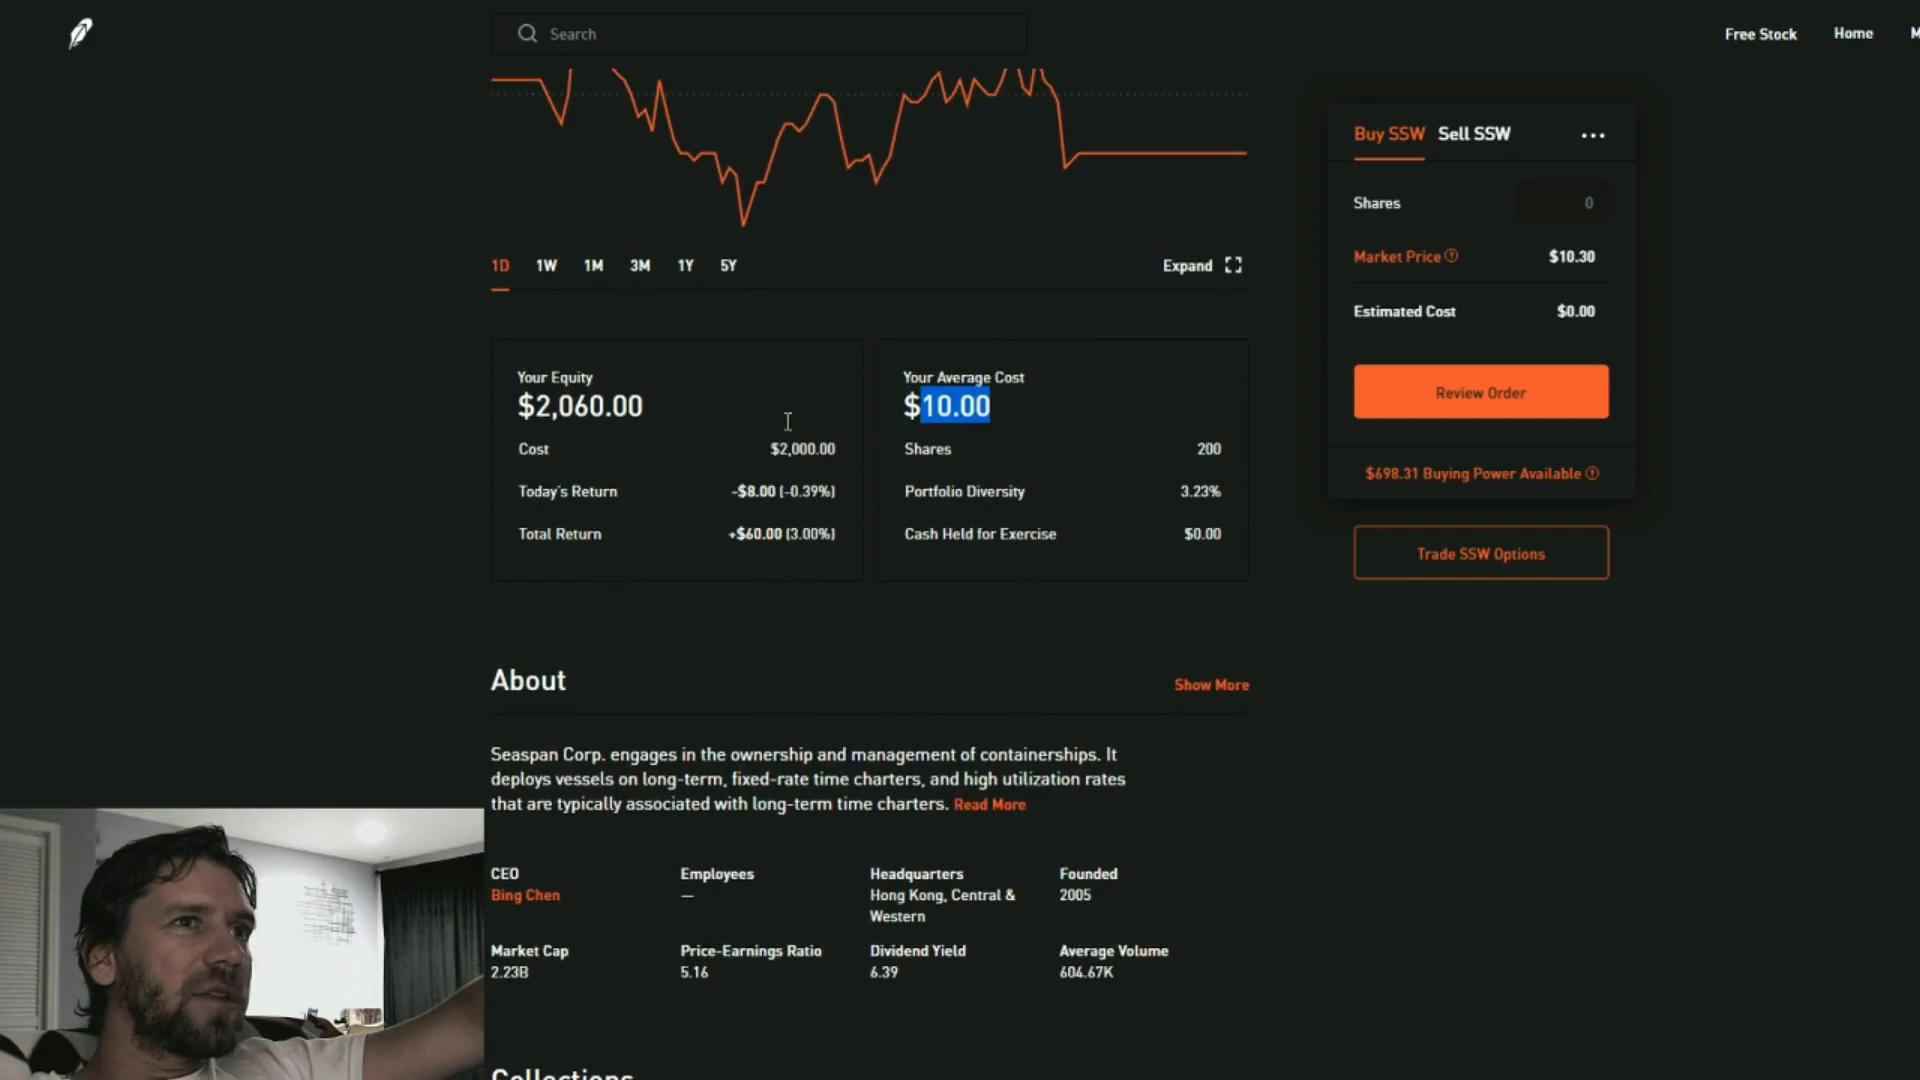 Search
Free Stock
Home
M
Buy SSW
Sell SSW
Shares
0
Market Price
$10.30
Estimated Cost
$0.00
Review Order
$698.31 Buying Power Available
Trade SSW Options
1D
1W
1M
3M
1Y
5Y
Expand
Your Equity
$2,060.00
Cost
$2,000.00
Today's Return
-$8.00 (-0.39%)
Total Return
+$60.00 (3.00%)
Your Average Cost
$10.00
Shares
200
Portfolio Diversity
3.23%
Cash Held for Exercise
$0.00
About
Show More
Seaspan Corp. engages in the ownership and management of containerships. It
deploys vessels on long-term, fixed-rate time charters, and high utilization rates
that are typically associated with long-term time charters. Read More
CEO
Bing Chen
Employees
—
Headquarters
Hong Kong, Central &
Western
Founded
2005
Market Cap
2.23B
Price-Earnings Ratio
5.16
Dividend Yield
6.39
Average Volume
604.67K
Collections